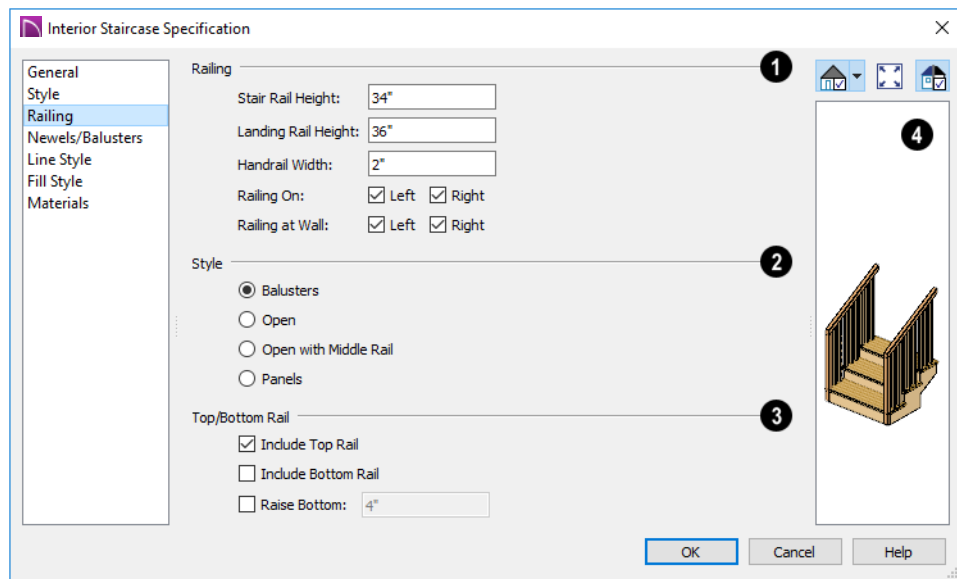 Interior Staircase Specification
General
Style
Railing
Newels/Balusters
Line Style
Fill Style
Materials
Railing
1
Stair Rail Height: 34"
Landing Rail Height: 36"
Handrail Width: 2"
Railing On: Left Right
Railing at Wall: Left Right
Style
2
Balusters
Open
Open with Middle Rail
Panels
Top/Bottom Rail
3
Include Top Rail
Include Bottom Rail
Raise Bottom: 4"
4
OK Cancel Help